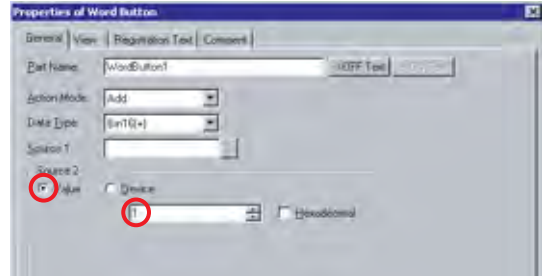 Properties of Word Button
General View Registration Text Comment
Part Name: WordButton1
Action Mode: Add
Data Type: Bin16(+)
Source 1
Source 2
Value Device
1 Hexadecimal